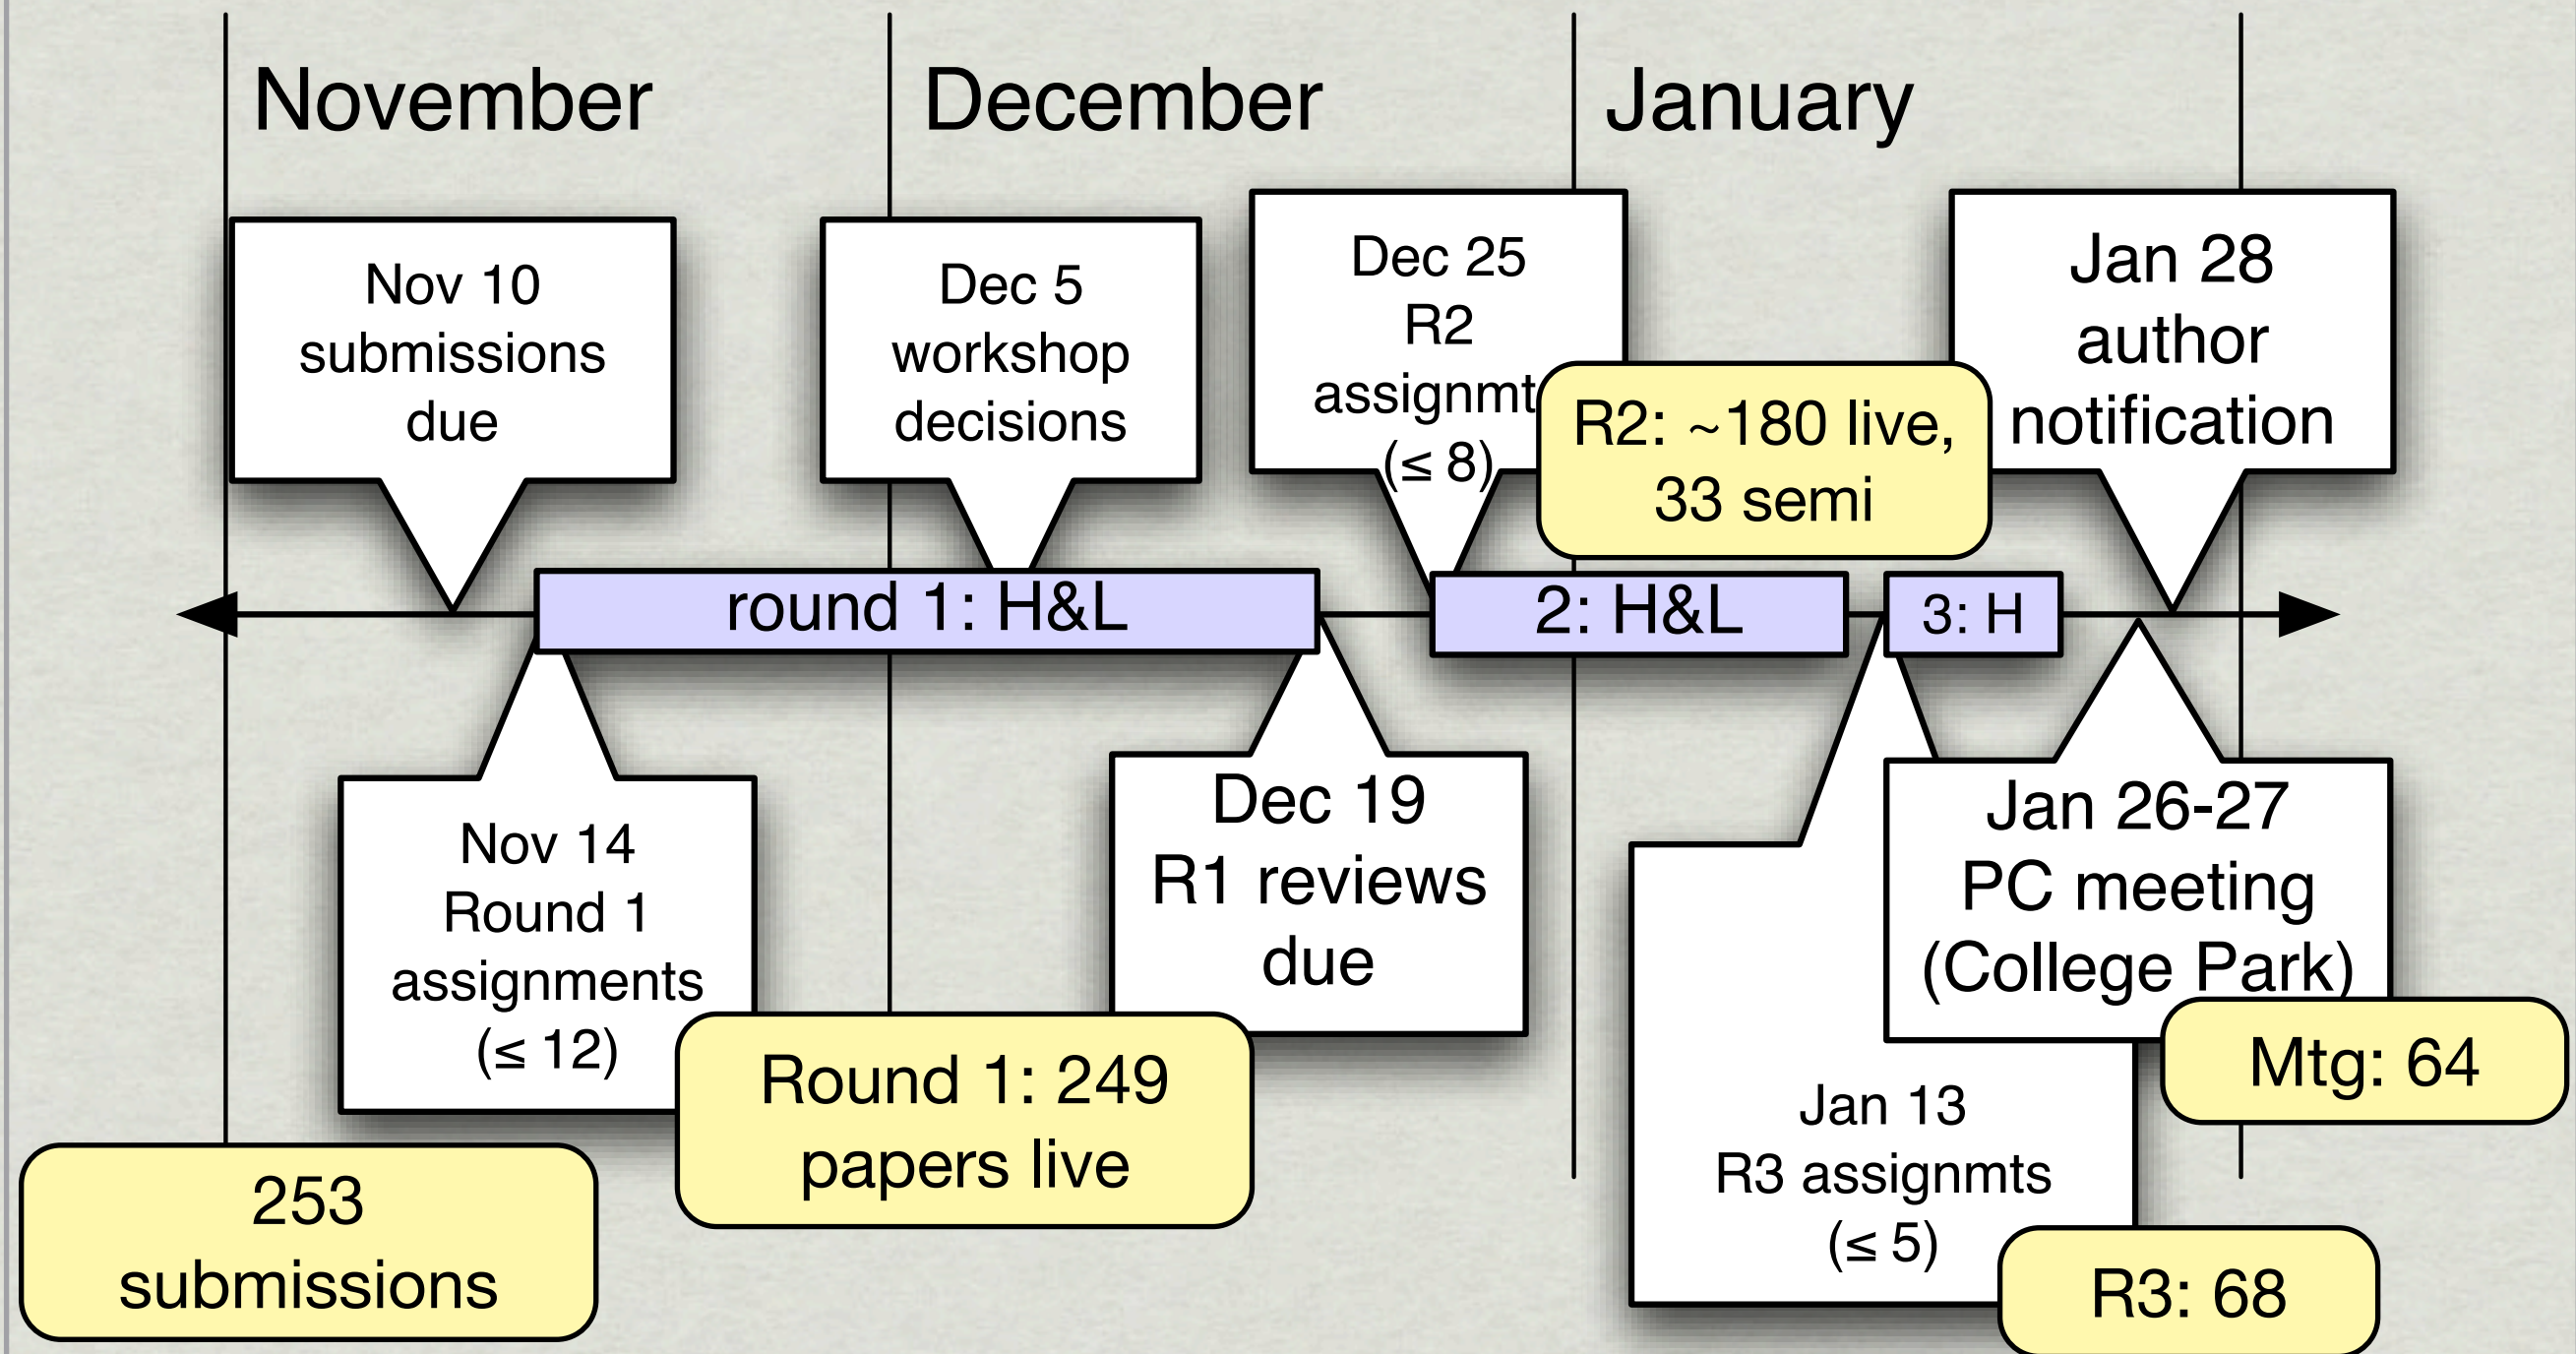 November
December
January
Nov 10
submissions
due
Dec 5
workshop
decisions
Dec 25
R2
assignmt
(≤ 8)
R2: ~180 live,
33 semi
Jan 28
author
notification
round 1: H&L
2: H&L
3: H
Nov 14
Round 1
assignments
(≤ 12)
Dec 19
R1 reviews
due
Jan 26-27
PC meeting
(College Park)
Mtg: 64
Round 1: 249
papers live
Jan 13
R3 assignmts
(≤ 5)
253
submissions
R3: 68